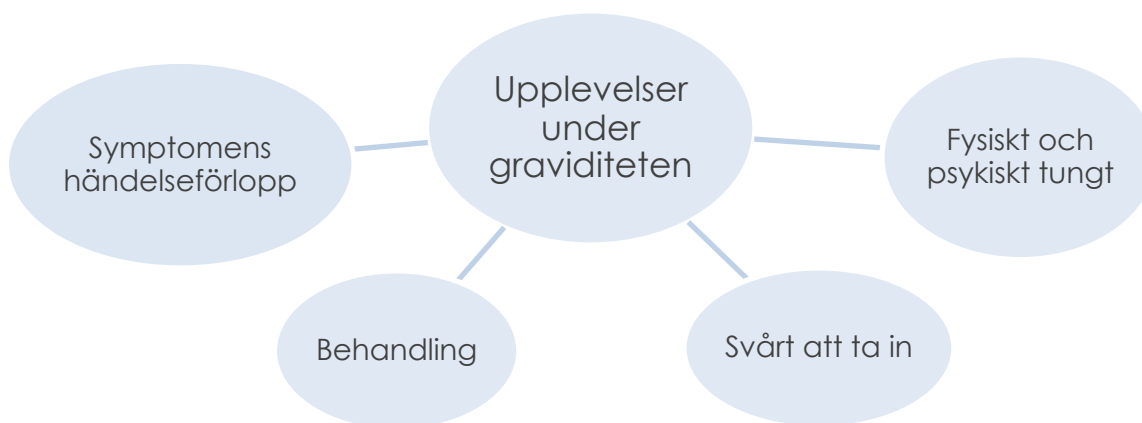 Upplevelser
under
graviditeten
Symptomens
händelseförlopp
Fysiskt och
psykiskt tungt
Behandling
Svårt att ta in